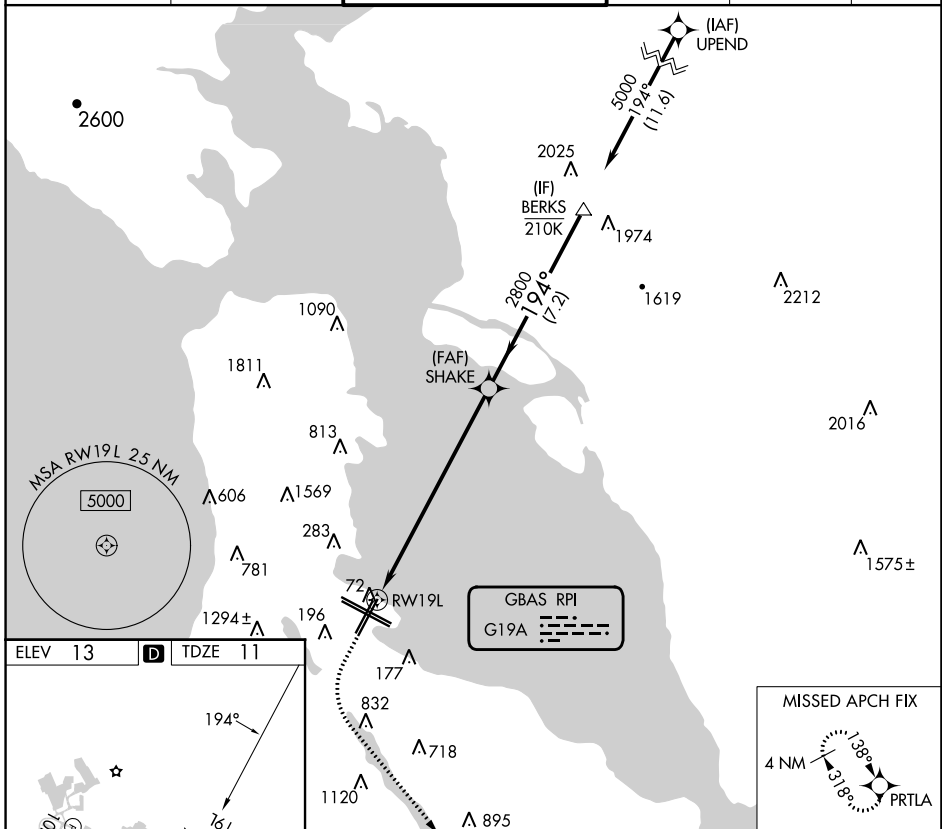 (IAF)
UPEND
5000
194°
(11.6)
2600
2025
(IF)
BERKS
210K
1974
2800
194°
(7.2)
1619
2212
1090
(FAF)
SHAKE
1811
2016
813
MSA RW19L 25 NM
5000
606
1569
283
781
1575±
72
RW19L
GBAS RPI
G19A
1294±
196
177
ELEV 13
D
TDZE 11
194°
832
718
1120
895
MISSED APCH FIX
4 NM
138°
318°
PRTLA